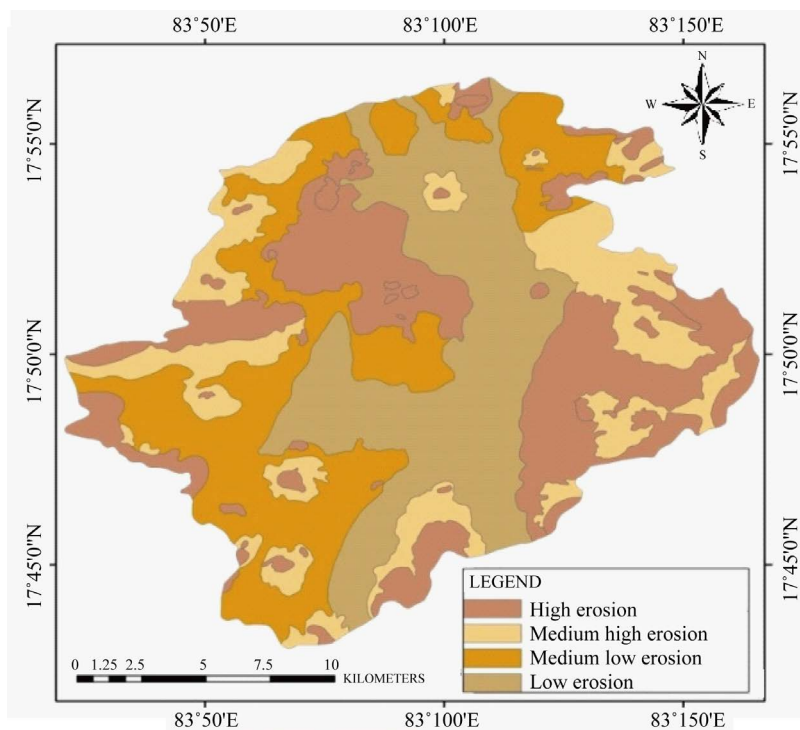 83˚50'E 83˚100'E 83˚150'E
N
W E
S
17˚55'0"N 17˚55'0"N
17˚50'0"N 17˚50'0"N
17˚45'0"N 17˚45'0"N
LEGEND
High erosion
Medium high erosion
Medium low erosion
Low erosion
0 1.25 2.5 5 7.5 10
KILOMETERS
83˚50'E 83˚100'E 83˚150'E